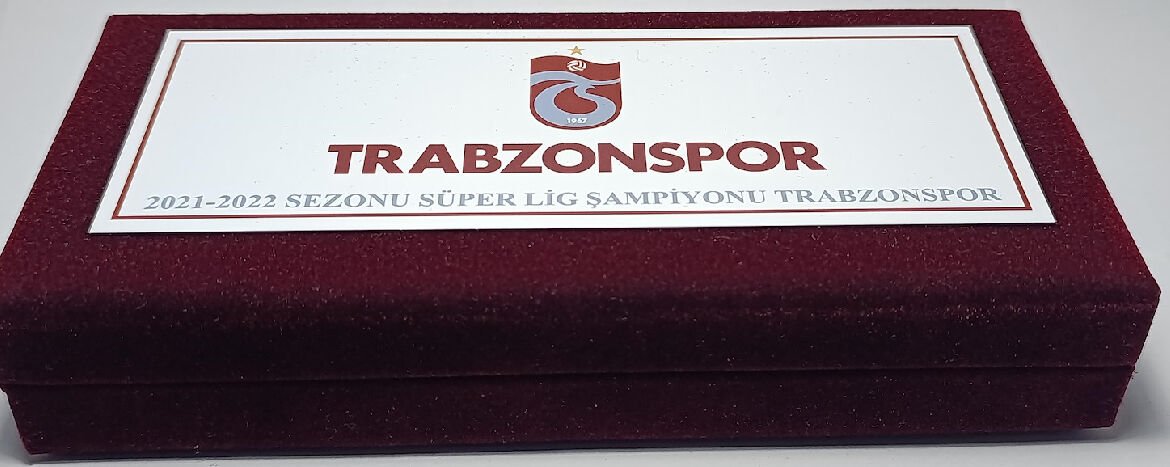 1967
TRABZONSPOR
2021-2022 SEZONU SÜPER LİG ŞAMPİYONU TRABZONSPOR